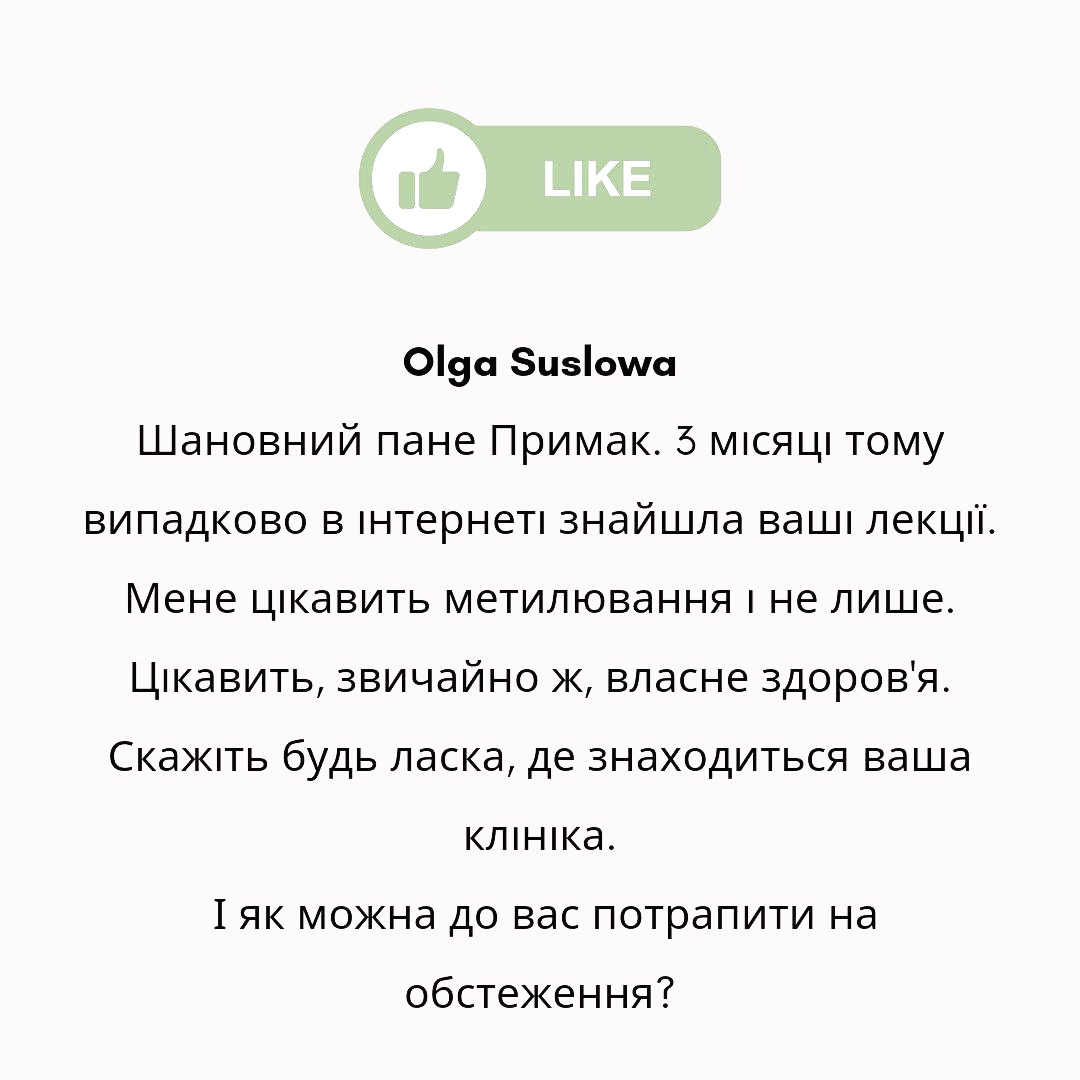 LIKE
Olga Suslowa
Шановний пане Примак. 3 місяці тому
випадково в інтернеті знайшла ваші лекції.
Мене цікавить метилювання і не лише.
Цікавить, звичайно ж, власне здоров'я.
Скажіть будь ласка, де знаходиться ваша
клініка.
І як можна до вас потрапити на
обстеження?